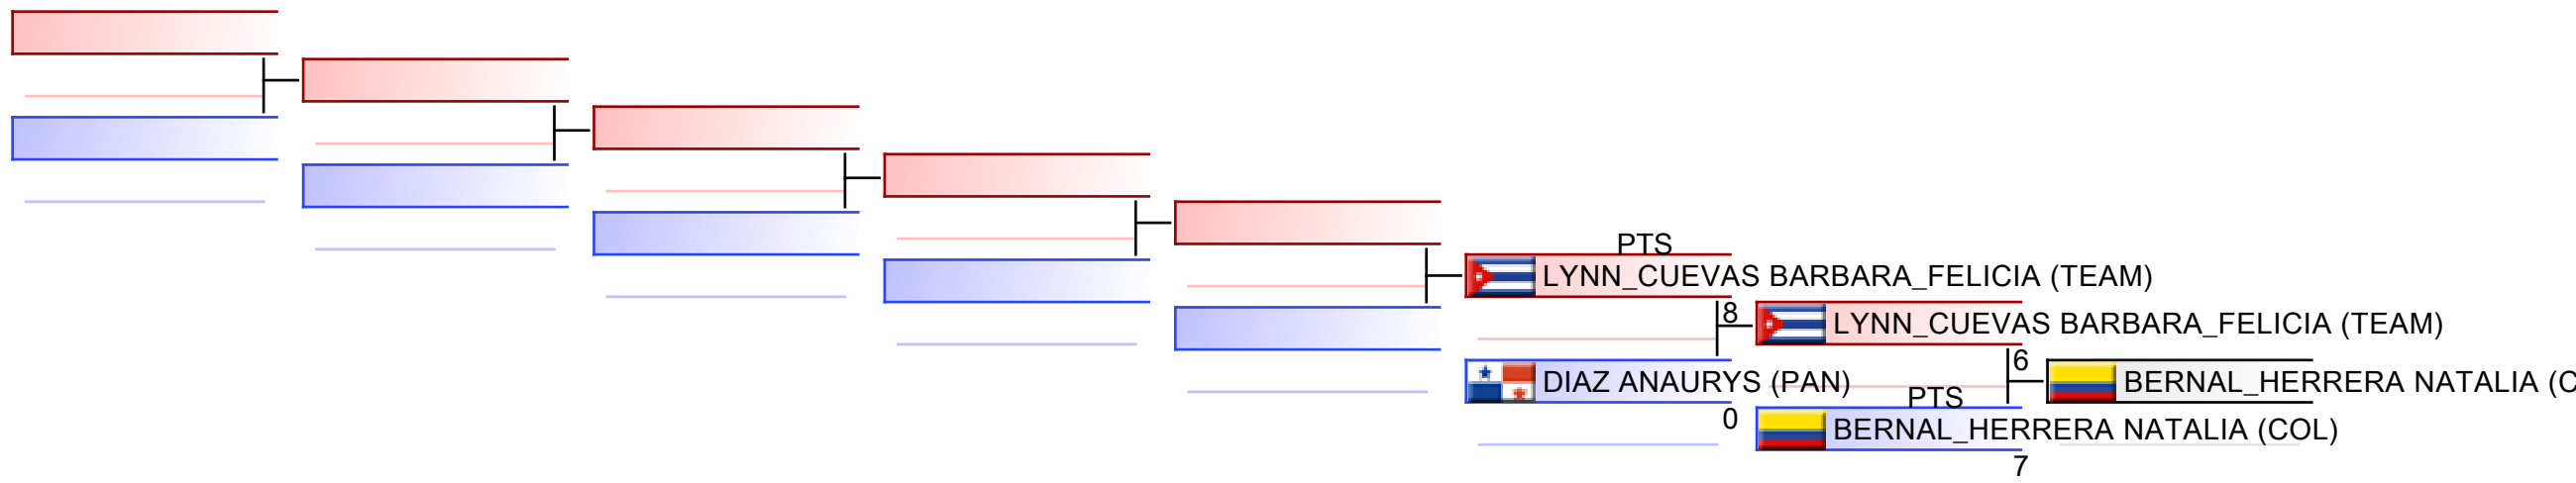 PTS
LYNN_CUEVAS BARBARA_FELICIA (TEAM)
8
LYNN_CUEVAS BARBARA_FELICIA (TEAM)
6
DIAZ ANAURYS (PAN)
BERNAL_HERRERA NATALIA (C
PTS
0
BERNAL_HERRERA NATALIA (COL)
7